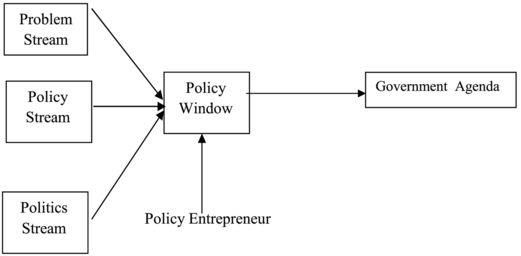 Problem
Stream
Policy
Stream
Politics
Stream
Policy
Window
Policy Entrepreneur
Government Agenda